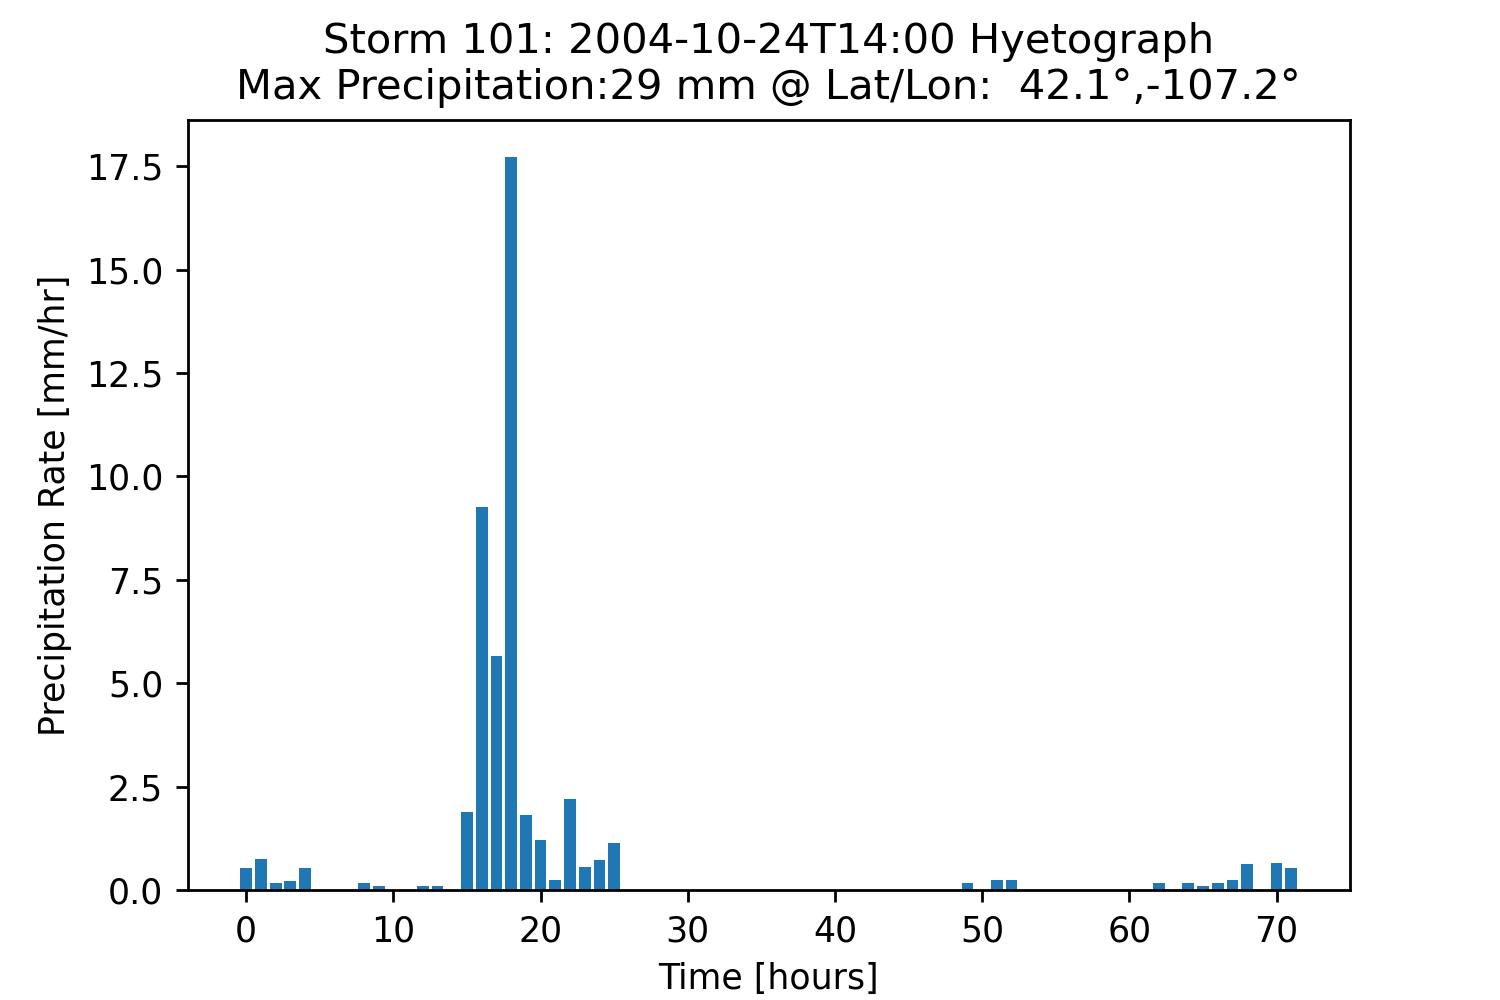 Storm 101: 2004-10-24T14:00 Hyetograph
Max Precipitation:29 mm @ Lat/Lon:  42.1°,-107.2°
17.5
15.0
12.5
10.0
7.5
5.0
2.5
0.0
Precipitation Rate [mm/hr]
0 10 20 30 40 50 60 70
Time [hours]